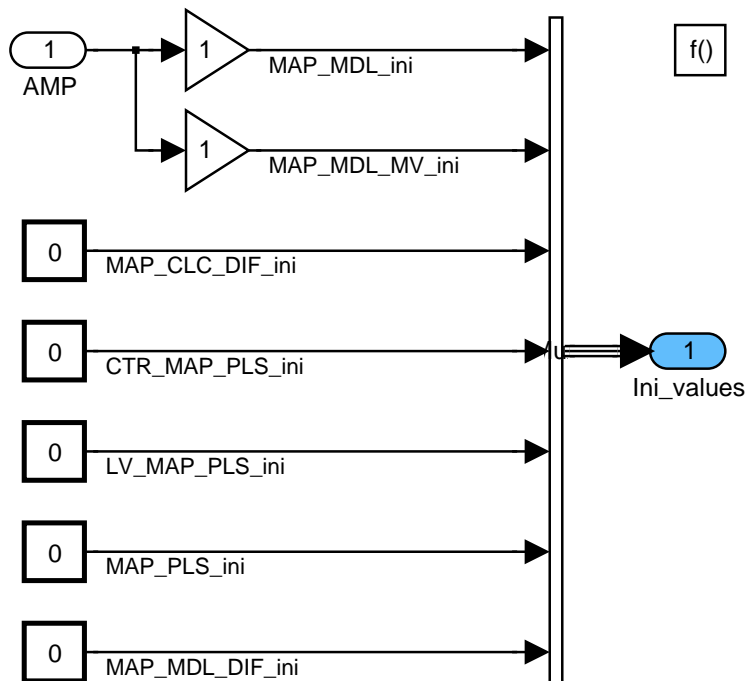 1
AMP
1
MAP_MDL_ini
f()
1
MAP_MDL_MV_ini
0
MAP_CLC_DIF_ini
0
CTR_MAP_PLS_ini
1
Ini_values
0
LV_MAP_PLS_ini
0
MAP_PLS_ini
0
MAP_MDL_DIF_ini